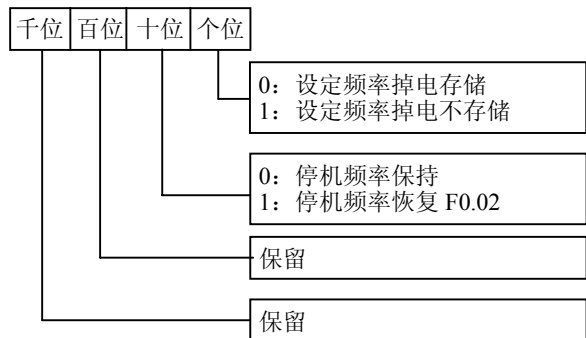 千位 百位 十位 个位
0：设定频率掉电存储
1：设定频率掉电不存储
0：停机频率保持
1：停机频率恢复 F0.02
保留
保留